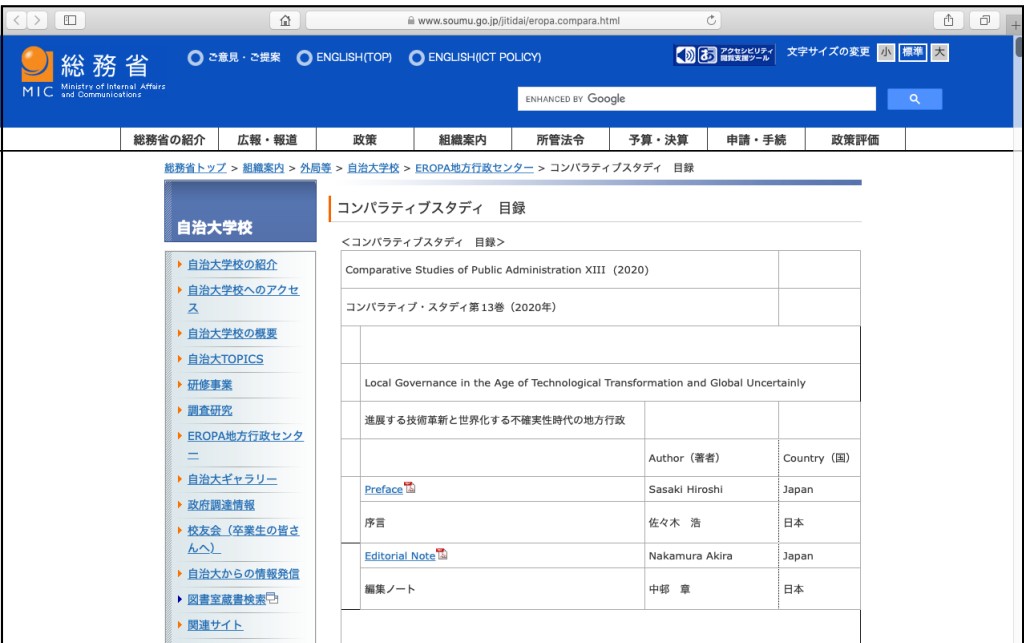 www.soumu.go.jp/jitidai/eropa.compara.html
総務省
MIC Ministry of Internal Affairs and Communications
ご意見・ご提案 ENGLISH(TOP) ENGLISH(ICT POLICY)
アクセシビリティ
閲覧支援ツール
文字サイズの変更 小 標準 大
ENHANCED BY Google
総務省の紹介 広報・報道 政策 組織案内 所管法令 予算・決算 申請・手続 政策評価
総務省トップ > 組織案内 > 外局等 > 自治大学校 > EROPA地方行政センター > コンパラティブスタディ 目録
自治大学校
自治大学校の紹介
自治大学校へのアクセ
ス
自治大学校の概要
自治大TOPICS
研修事業
調査研究
EROPA地方行政センタ
ー
自治大ギャラリー
政府調達情報
校友会（卒業生の皆さ
んへ）
自治大からの情報発信
図書室蔵書検索
関連サイト
コンパラティブスタディ 目録
＜コンパラティブスタディ 目録＞
Comparative Studies of Public Administration XIII (2020)
コンパラティブ・スタディ第13巻（2020年）
Local Governance in the Age of Technological Transformation and Global Uncertainly
進展する技術革新と世界化する不確実性時代の地方行政
Author（著者） Country（国）
Preface Sasaki Hiroshi Japan
序言 佐々木 浩 日本
Editorial Note Nakamura Akira Japan
編集ノート 中邨 章 日本